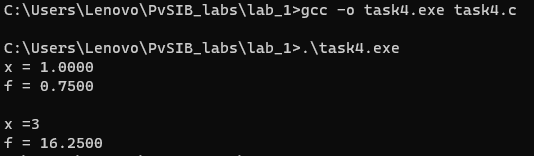 C:\Users\Lenovo\PvSIB_labs\lab_1>gcc -o task4.exe task4.c
C:\Users\Lenovo\PvSIB_labs\lab_1>.\task4.exe
x = 1.0000
f = 0.7500
x =3
f = 16.2500